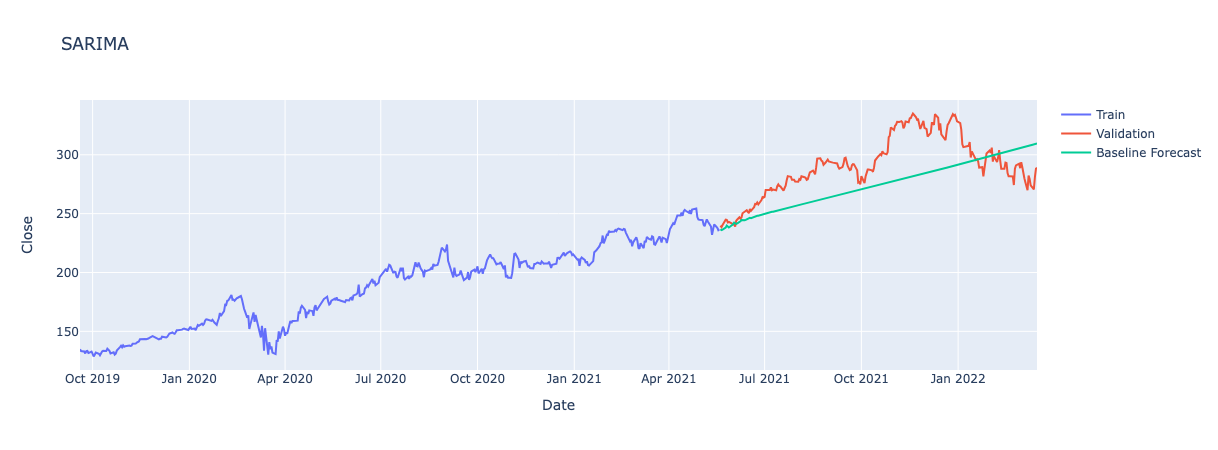 SARIMA
Train
Validation
Baseline Forecast
Close
300
250
200
150
Oct 2019 Jan 2020 Apr 2020 Jul 2020 Oct 2020 Jan 2021 Apr 2021 Jul 2021 Oct 2021 Jan 2022
Date